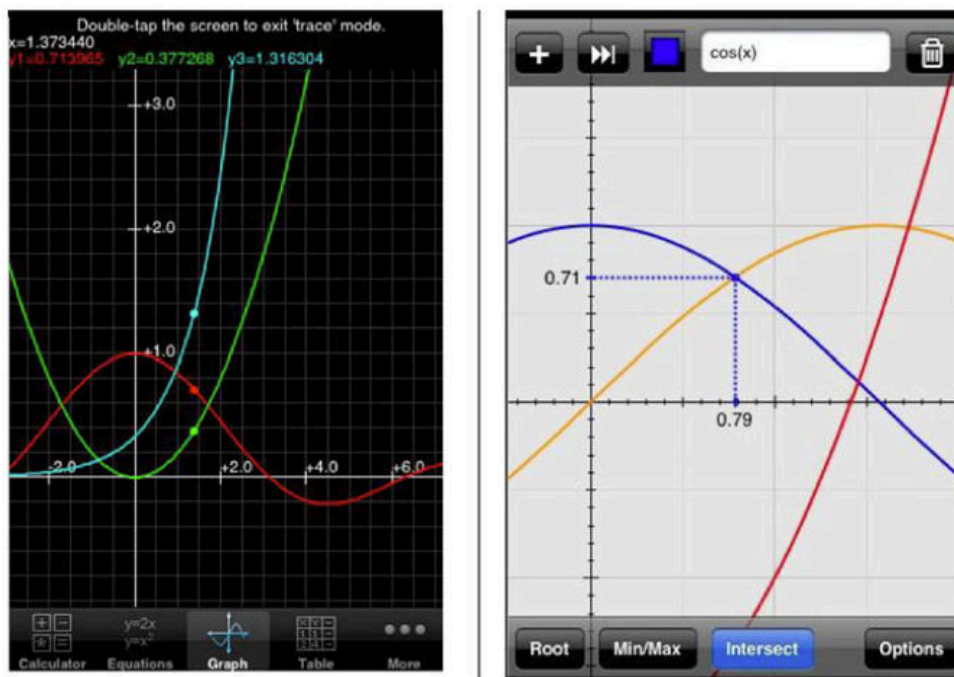 Double-tap the screen to exit 'trace' mode.
x=1.373440
y1=0.713965 y2=0.377268 y3=1.316304
+3.0
+2.0
+1.0
-2.0 +2.0 +4.0 +6.0
y=2x
y=x²
Calculator Equations Graph Table More
+ cos(x)
0.71
0.79
Root Min/Max Intersect Options